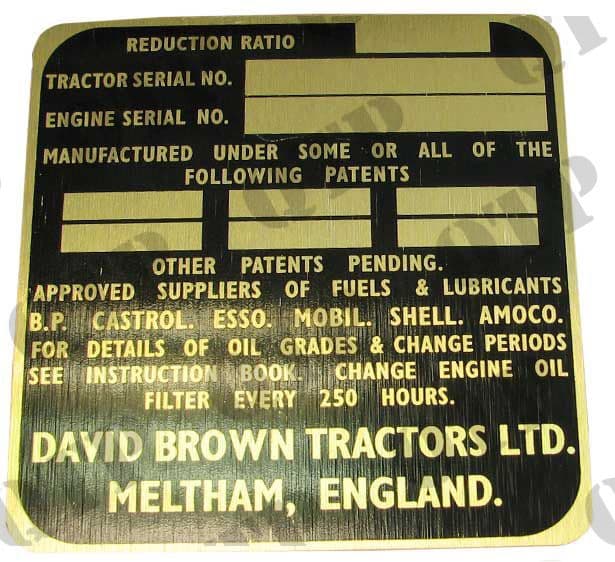 REDUCTION RATIO
TRACTOR SERIAL NO.
ENGINE SERIAL NO.
MANUFACTURED UNDER SOME OR ALL OF THE
FOLLOWING PATENTS
OTHER PATENTS PENDING.
APPROVED SUPPLIERS OF FUELS & LUBRICANTS
B.P. CASTROL. ESSO. MOBIL. SHELL. AMOCO.
FOR DETAILS OF OIL GRADES & CHANGE PERIODS
SEE INSTRUCTION BOOK. CHANGE ENGINE OIL
FILTER EVERY 250 HOURS.
DAVID BROWN TRACTORS LTD.
MELTHAM, ENGLAND.
QTP